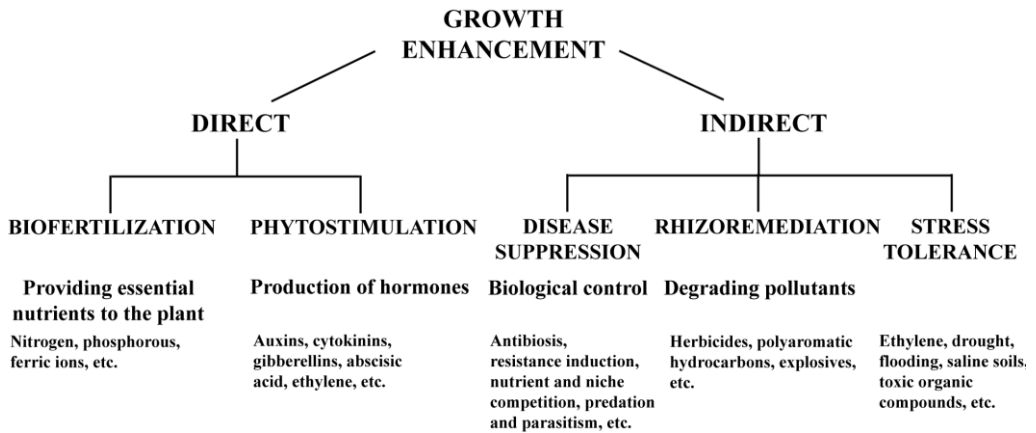 GROWTH
ENHANCEMENT
DIRECT
INDIRECT
BIOFERTILIZATION
PHYTOSTIMULATION
DISEASE
SUPPRESSION
RHIZOREMEDIATION
STRESS
TOLERANCE
Providing essential
nutrients to the plant
Production of hormones
Biological control
Degrading pollutants
Nitrogen, phosphorous,
ferric ions, etc.
Auxins, cytokinins,
gibberellins, abscisic
acid, ethylene, etc.
Antibiosis,
resistance induction,
nutrient and niche
competition, predation
and parasitism, etc.
Herbicides, polyaromatic
hydrocarbons, explosives,
etc.
Ethylene, drought,
flooding, saline soils,
toxic organic
compounds, etc.